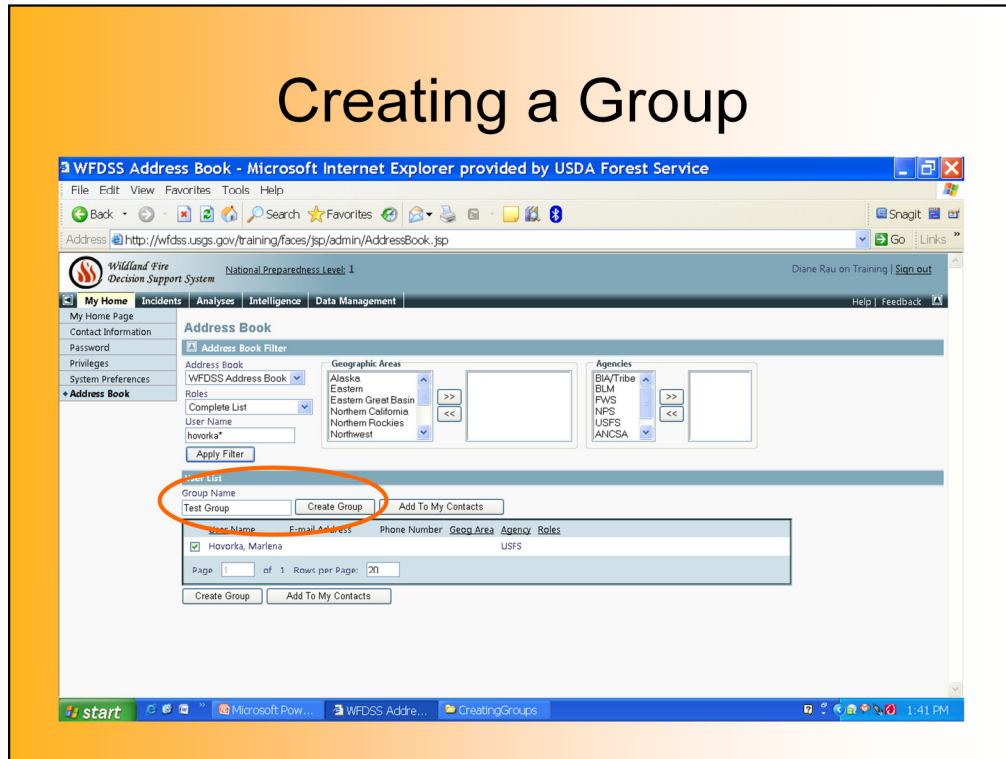 Creating a Group
WFDSS Address Book - Microsoft Internet Explorer provided by USDA Forest Service
File Edit View Favorites Tools Help
Back Search Favorites Snagit
Address http://wfdss.usgs.gov/training/faces/jsp/admin/AddressBook.jsp Go Links »
Wildland Fire
Decision Support System National Preparedness Level: 1 Diane Rau on Training | Sign out
My Home Incidents Analyses Intelligence Data Management Help | Feedback
My Home Page
Contact Information
Password
Privileges
System Preferences
Address Book
Address Book
Address Book Filter
Address Book
WFDSS Address Book
Roles
Complete List
User Name
hovorka*
Apply Filter
Geographic Areas
Alaska
Eastern
Eastern Great Basin
Northern California
Northern Rockies
Northwest
>>
<<
Agencies
BIA/Tribe
BLM
FWS
NPS
USFS
ANCSA
>>
<<
User List
Group Name
Test Group Create Group Add To My Contacts
User Name E-mail Address Phone Number Geog Area Agency Roles
Hovorka, Marlena USFS
Page 1 of 1 Rows per Page: 20
Create Group Add To My Contacts
start » Microsoft Pow... WFDSS Addre... CreatingGroups 1:41 PM